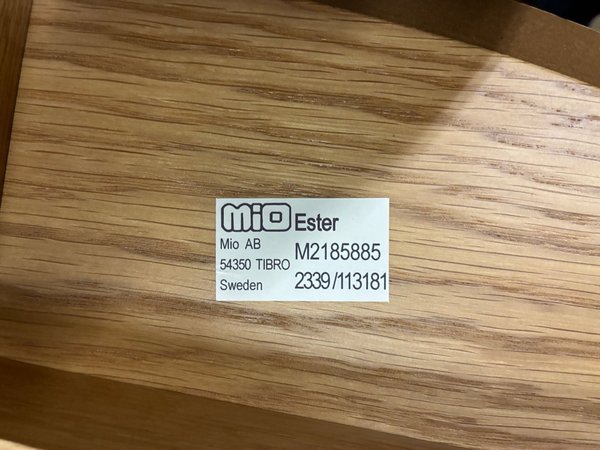 mio Ester
Mio AB
M2185885
54350 TIBRO
2339/113181
Sweden